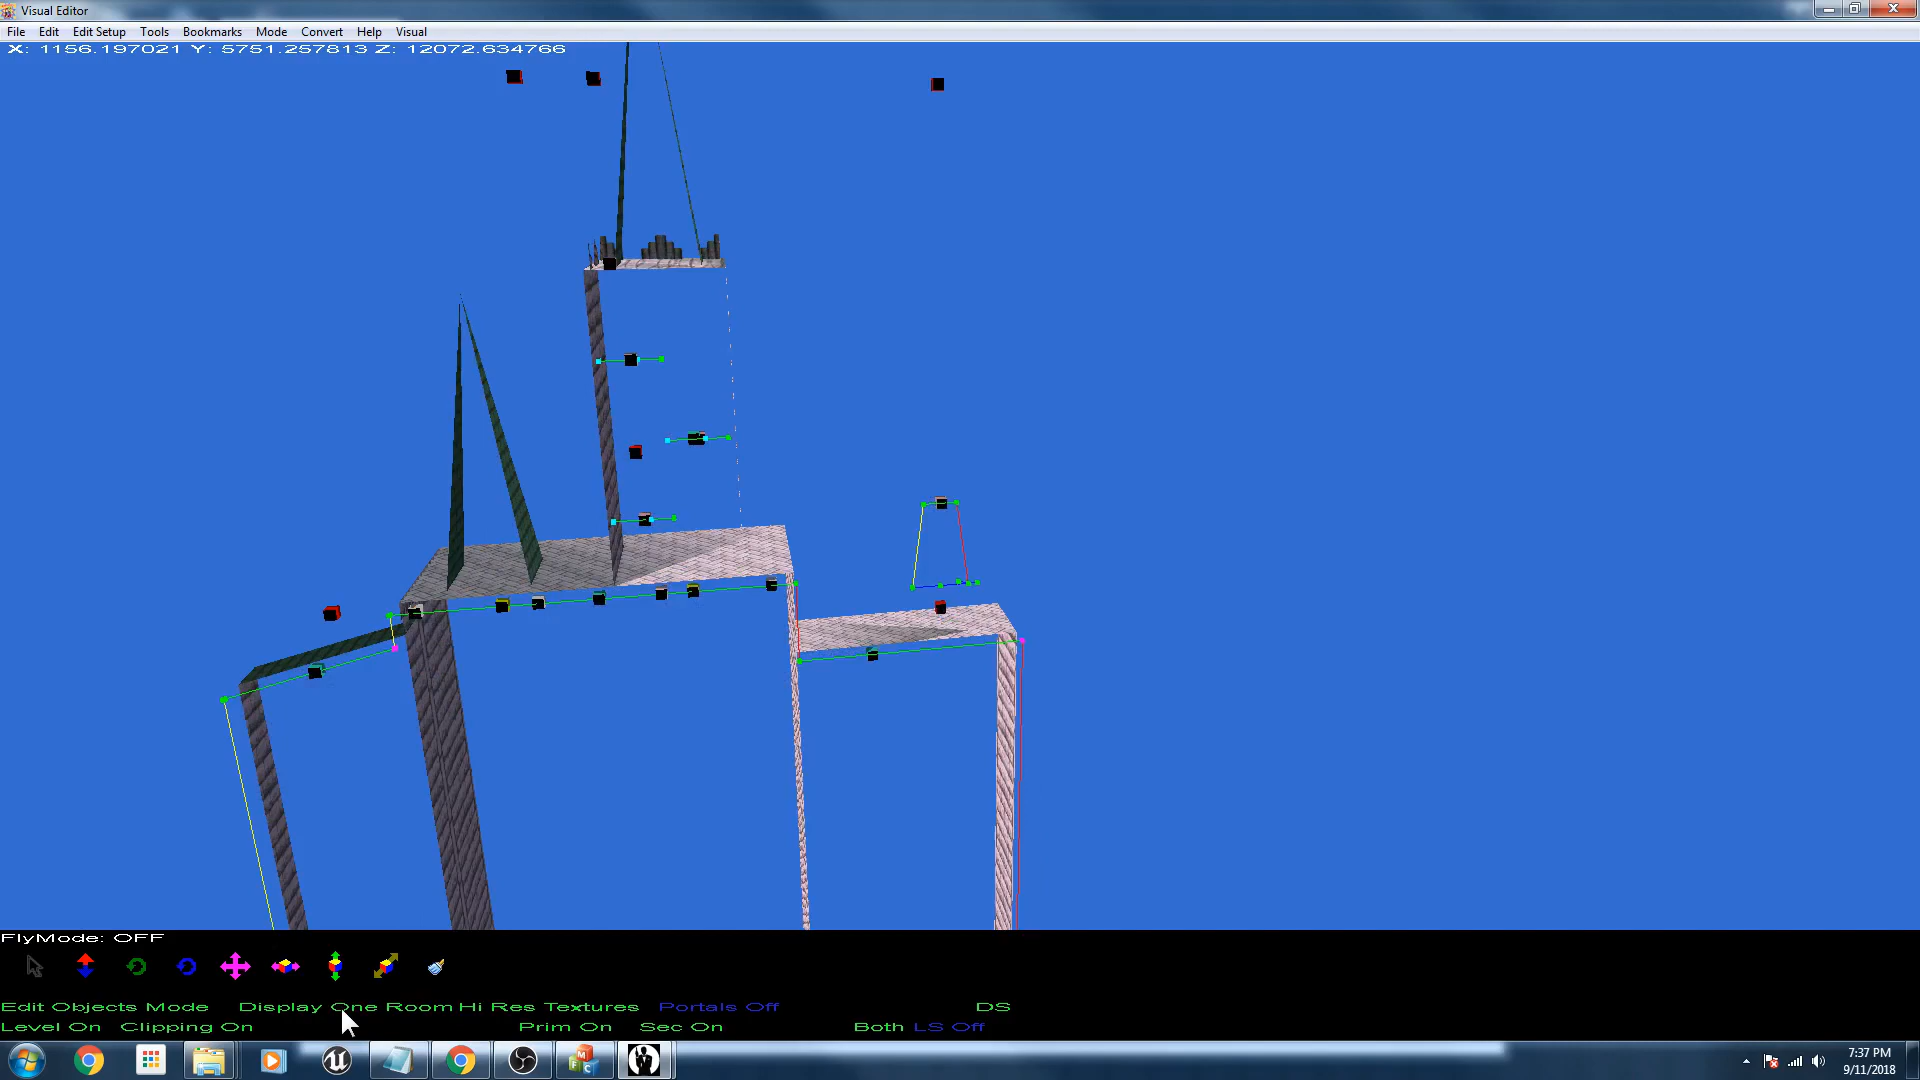 Visual Editor
File Edit Edit Setup Tools Bookmarks Mode Convert Help Visual
X: 1156.197021 Y: 5751.257813 Z: 12072.634766
FlyMode: OFF
Edit Objects Mode Display One Room Hi Res Textures Portals Off DS
Level On Clipping On Prim On Sec On Both LS Off
7:37 PM
9/11/2018